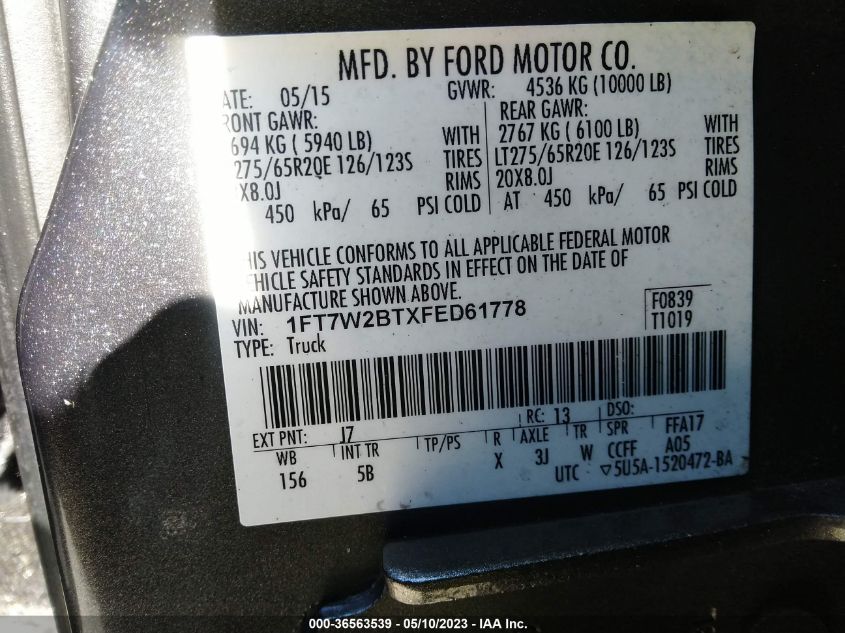 MFD. BY FORD MOTOR CO.
ATE: 05/15 GVWR: 4536 KG (10000 LB)
RONT GAWR: REAR GAWR:
694 KG ( 5940 LB) WITH 2767 KG ( 6100 LB) WITH
275/65R20E 126/123S TIRES LT275/65R20E 126/123S TIRES
X8.0J RIMS 20X8.0J RIMS
450 kPa/ 65 PSI COLD AT 450 kPa/ 65 PSI COLD
HIS VEHICLE CONFORMS TO ALL APPLICABLE FEDERAL MOTOR
EHICLE SAFETY STANDARDS IN EFFECT ON THE DATE OF
MANUFACTURE SHOWN ABOVE.
VIN: 1FT7W2BTXFED61778 F0839
TYPE: Truck T1019
RC: 13 DSO:
EXT PNT: J7 FFA17
WB INT TR TP/PS R AXLE TR SPR A05
156 5B X 3J W CCFF
UTC ▽5U5A-1520472-BA
000-36563539 — 05/10/2023 — IAA Inc.